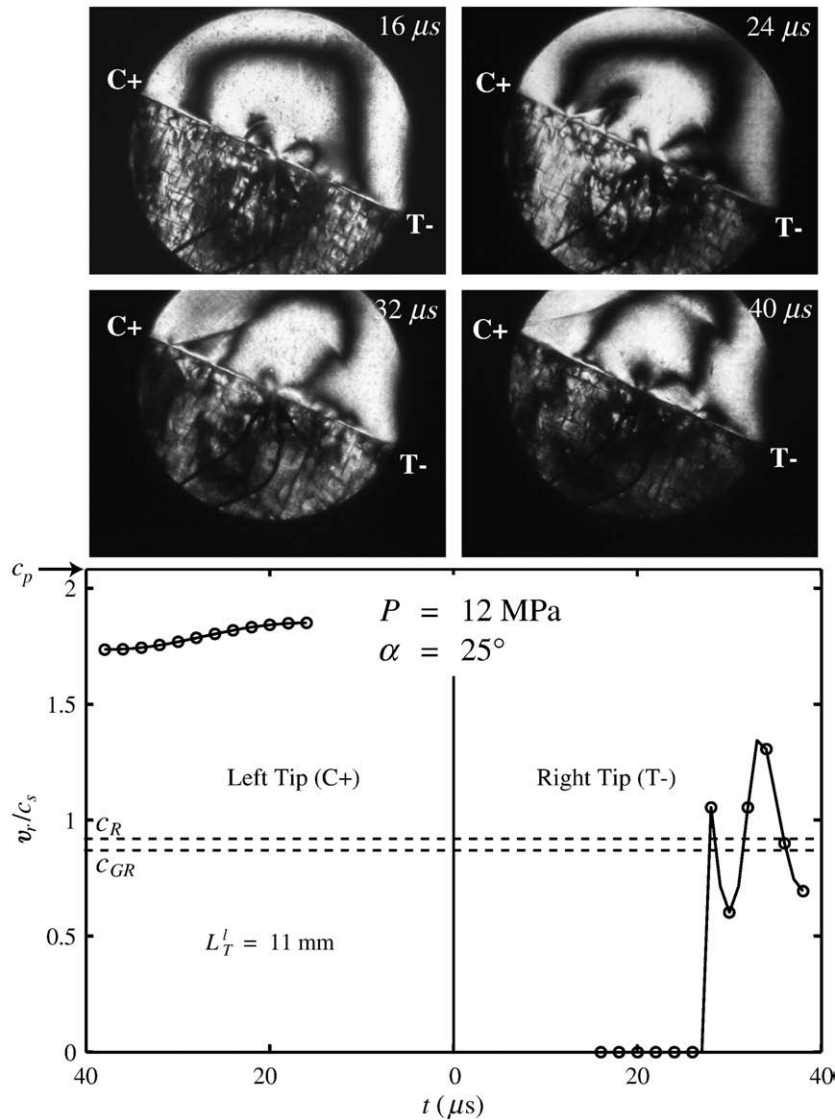 16 μs
24 μs
C+
C+
T-
T-
32 μs
40 μs
C+
C+
T-
T-
c_p
2
P = 12 MPa
α = 25°
1.5
v_r/c_s
Left Tip (C+)
Right Tip (T-)
c_R
1
c_GR
0.5
L_T^l = 11 mm
0
40
20
0
20
40
t (μs)